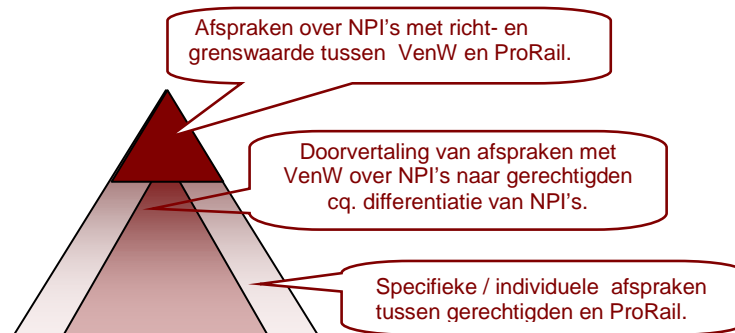 Afspraken over NPI's met richt- en
grenswaarde tussen VenW en ProRail.
Doorvertaling van afspraken met
VenW over NPI's naar gerechtigden
cq. differentiatie van NPI's.
Specifieke / individuele afspraken
tussen gerechtigden en ProRail.